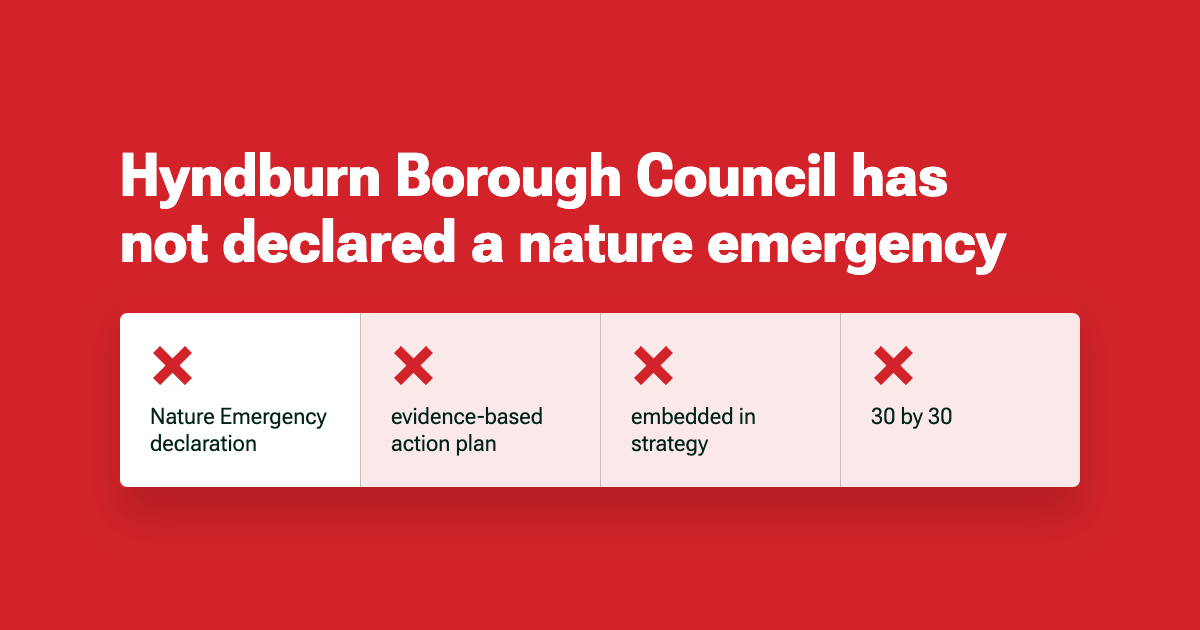 Hyndburn Borough Council has
not declared a nature emergency
Nature Emergency
declaration
evidence-based
action plan
embedded in
strategy
30 by 30